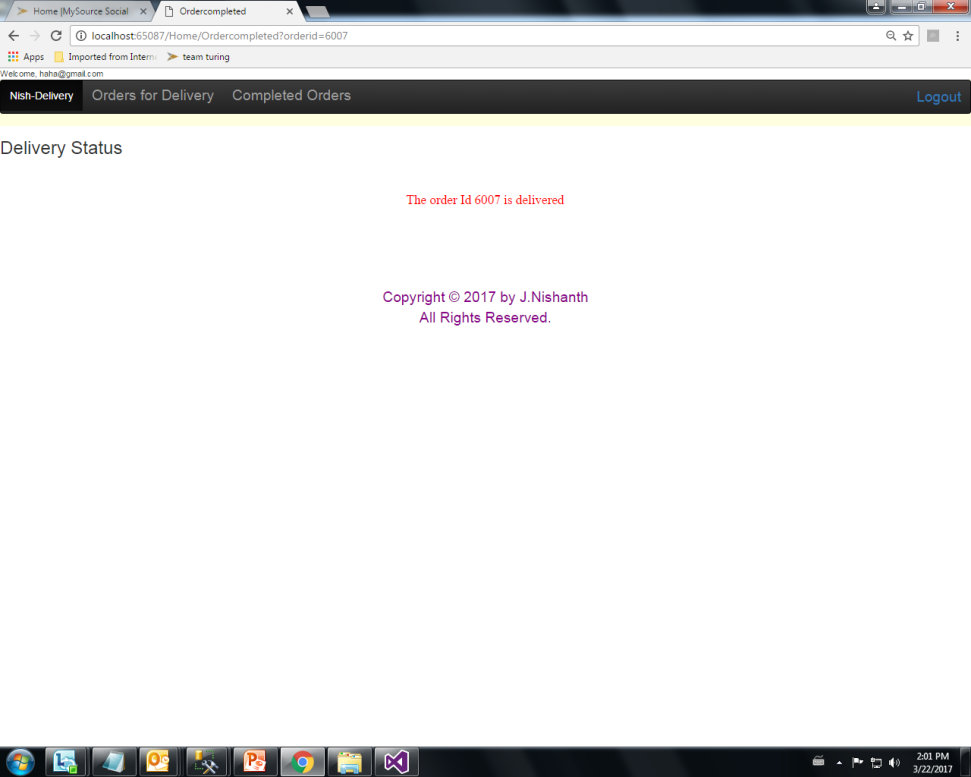 Home |MySource Social
Ordercompleted
localhost:65087/Home/Ordercompleted?orderid=6007
Apps
Imported from Intern
team turing
Welcome, haha@gmail.com
Nish-Delivery
Orders for Delivery
Completed Orders
Logout
Delivery Status
The order Id 6007 is delivered
Copyright © 2017 by J.Nishanth
All Rights Reserved.
2:01 PM
3/22/2017